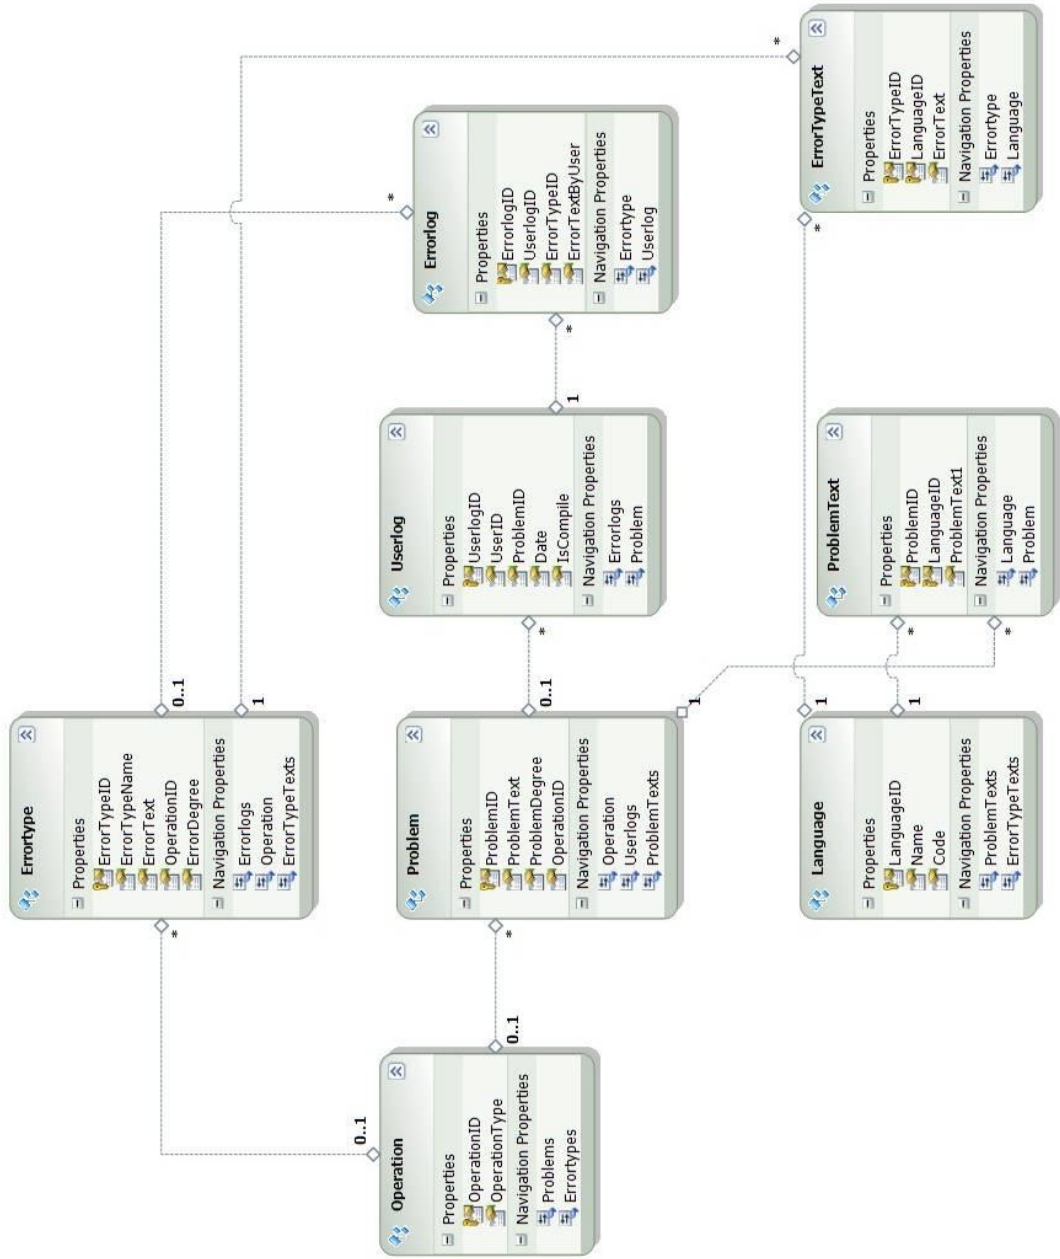 Errortype
Properties
ErrorTypeID
ErrorTypeName
ErrorText
OperationID
ErrorDegree
Navigation Properties
Errorlogs
Operation
ErrorTypeTexts
0..1
1
*
*
*
0..1
Operation
Properties
OperationID
OperationType
Navigation Properties
Problems
Errortypes
0..1
*
Problem
Properties
ProblemID
ProblemText
ProblemDegree
OperationID
Navigation Properties
Operation
Userlogs
ProblemTexts
0..1
*
1
*
Userlog
Properties
UserlogID
UserID
ProblemID
Date
IsCompile
Navigation Properties
Errorlogs
Problem
1
*
Errorlog
Properties
ErrorlogID
UserlogID
ErrorTypeID
ErrorTextByUser
Navigation Properties
Errortype
Userlog
Language
Properties
LanguageID
Name
Code
Navigation Properties
ProblemTexts
ErrorTypeTexts
1
*
1
*
ProblemText
Properties
ProblemID
LanguageID
ProblemText1
Navigation Properties
Language
Problem
ErrorTypeText
Properties
ErrorTypeID
LanguageID
ErrorText
Navigation Properties
Errortype
Language